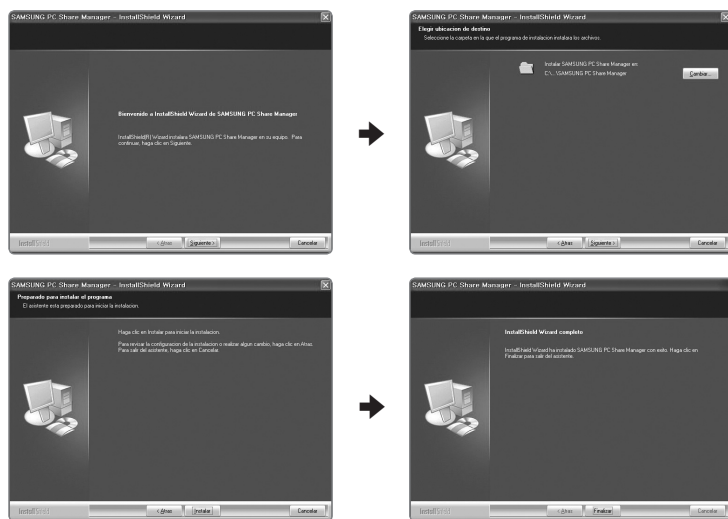 SAMSUNG PC Share Manager - InstallShield Wizard
Bienvenido a InstallShield Wizard de SAMSUNG PC Share Manager
InstallShield(R) Wizard instalara SAMSUNG PC Share Manager en su equipo. Para
continuar, haga clic en Siguiente.
InstallShield
< Atras
Siguiente >
Cancelar
SAMSUNG PC Share Manager - InstallShield Wizard
Elegir ubicacion de destino
Seleccione la carpeta en la que el programa de instalacion instalara los archivos.
Instalar SAMSUNG PC Share Manager en:
C:\...\SAMSUNG PC Share Manager
Cambiar...
InstallShield
< Atras
Siguiente >
Cancelar
SAMSUNG PC Share Manager - InstallShield Wizard
Preparado para instalar el programa
El asistente esta preparado para iniciar la instalacion.
Haga clic en Instalar para iniciar la instalacion.
Para revisar la configuracion de la instalacion o realizar algun cambio, haga clic en Atras.
Para salir del asistente, haga clic en Cancelar.
InstallShield
< Atras
Instalar
Cancelar
SAMSUNG PC Share Manager - InstallShield Wizard
InstallShield Wizard completo
InstallShield Wizard ha instalado SAMSUNG PC Share Manager con exito. Haga clic en
Finalizar para salir del asistente.
InstallShield
< Atras
Finalizar
Cancelar